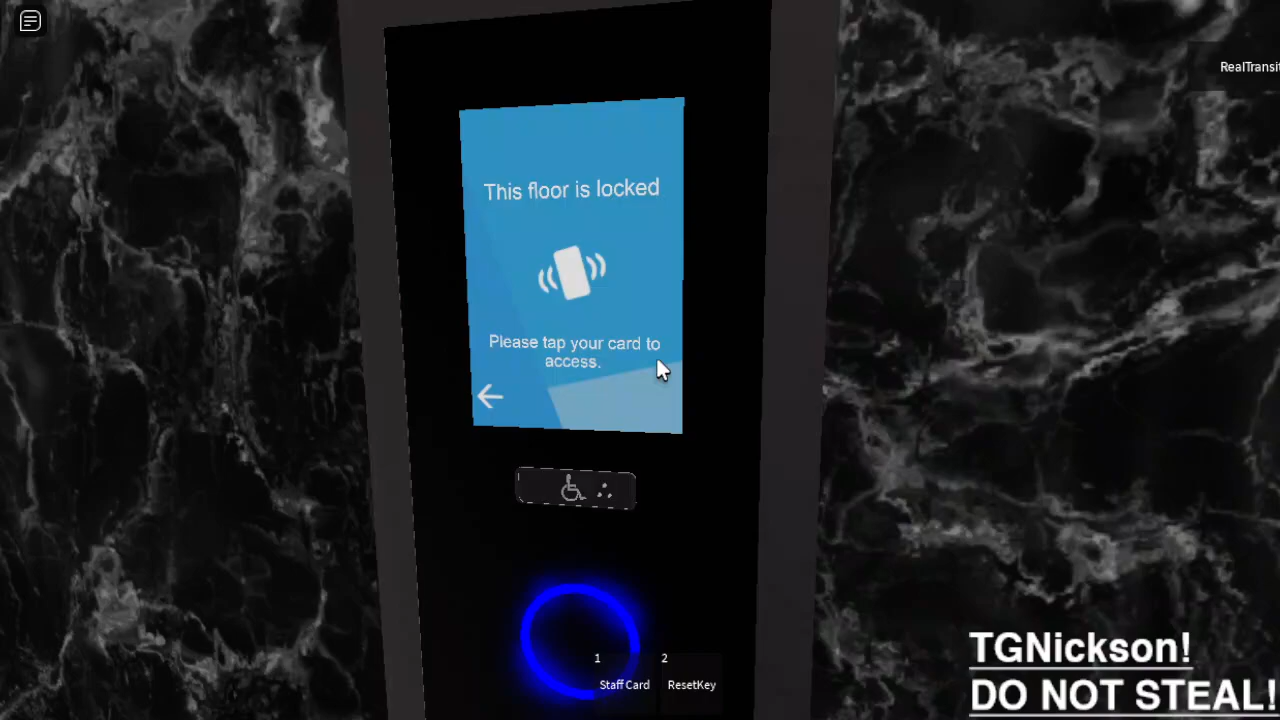 RealTransit
This floor is locked
Please tap your card to
access.
1
2
Staff Card
ResetKey
TGNickson!
DO NOT STEAL!